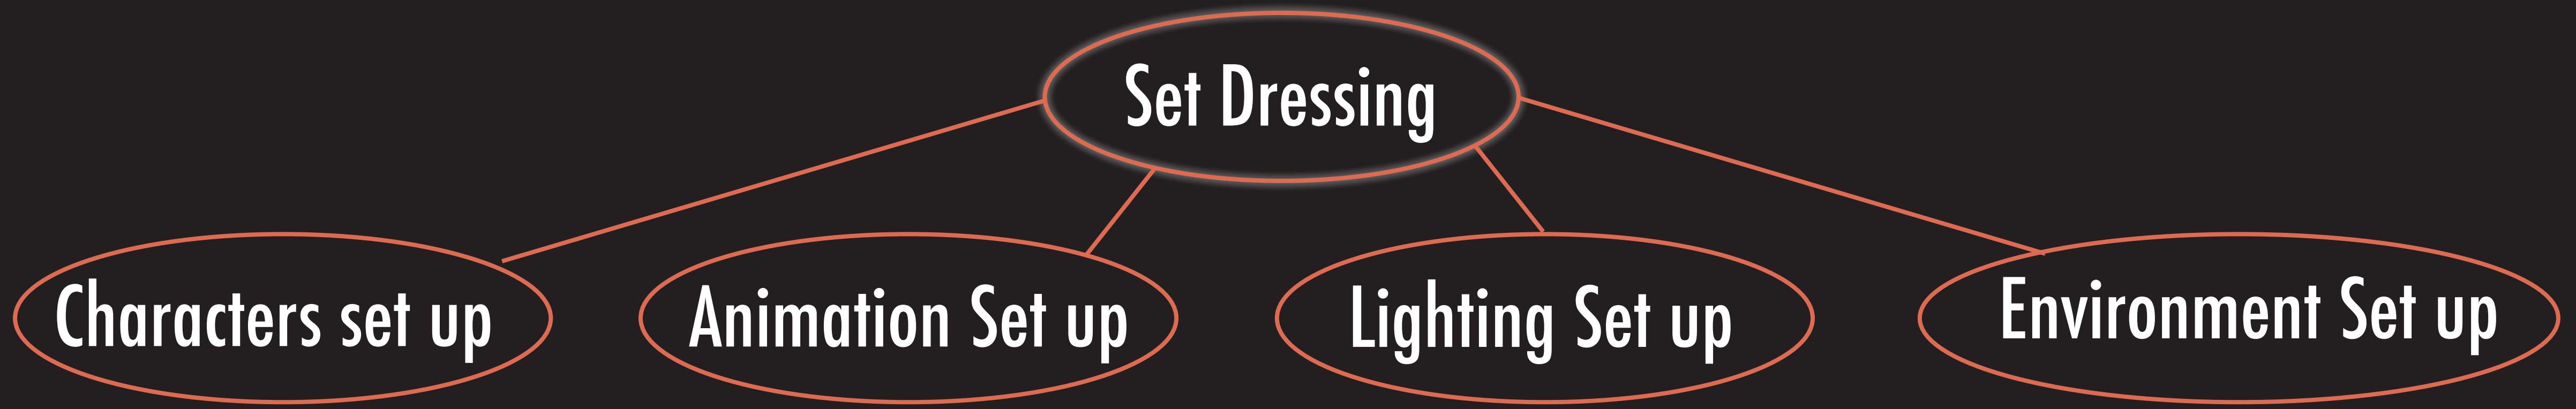 Set Dressing
Characters set up
Animation Set up
Lighting Set up
Environment Set up